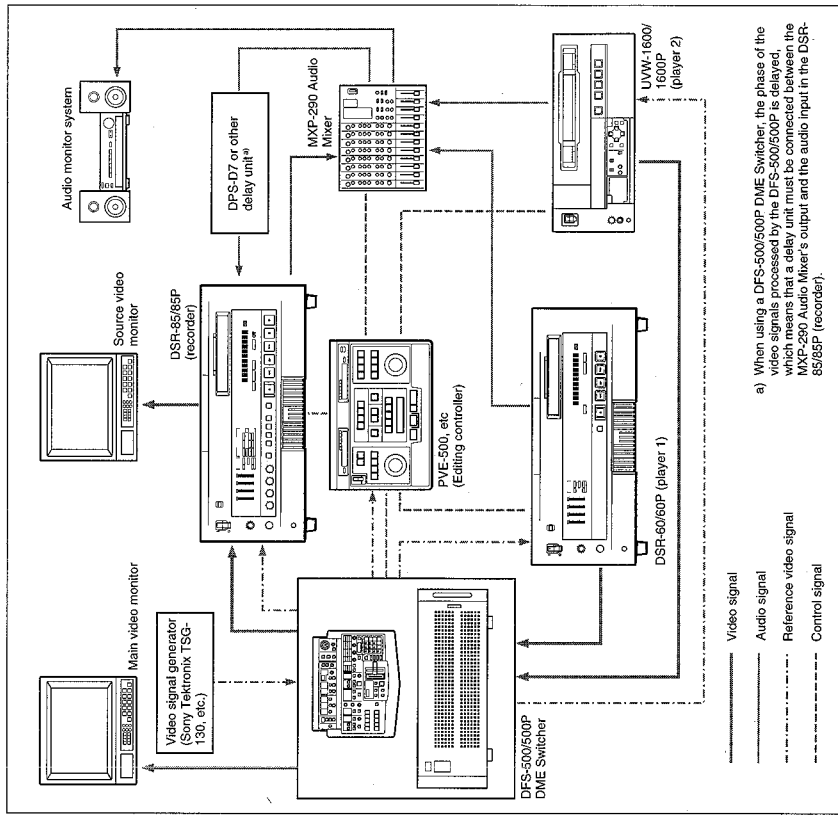 Main video monitor
Source video
monitor
Audio monitor system
Video signal generator
(Sony Tektronix TSG-
130, etc.)
DSR-85/85P
(recorder)
DPS-D7 or other
delay unit a)
MXP-290 Audio
Mixer
PVE-500, etc
(Editing controller)
DFS-500/500P
DME Switcher
DSR-60/60P (player 1)
UVW-1600/
1600P
(player 2)
Video signal
Audio signal
Reference video signal
Control signal
a) When using a DFS-500/500P DME Switcher, the phase of the
video signals processed by the DFS-500/500P is delayed,
which means that a delay unit must be connected between the
MXP-290 Audio Mixer's output and the audio input in the DSR-
85/85P (recorder).